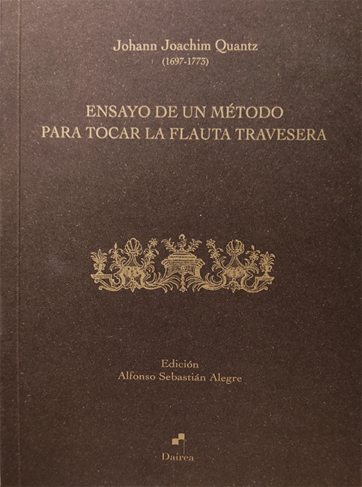 Johann Joachim Quantz
(1697-1773)
ENSAYO DE UN MÉTODO
PARA TOCAR LA FLAUTA TRAVESERA
Edición
Alfonso Sebastián Alegre
Dairea